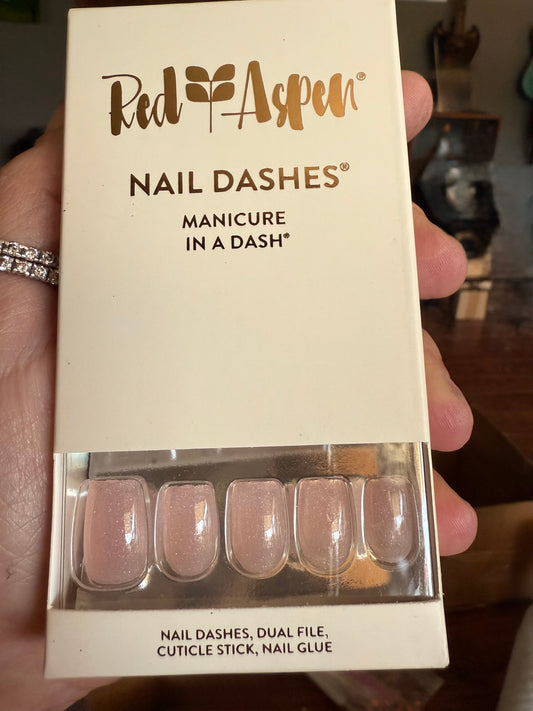 Red Aspen®
NAIL DASHES®
MANICURE
IN A DASH®
NAIL DASHES, DUAL FILE,
CUTICLE STICK, NAIL GLUE